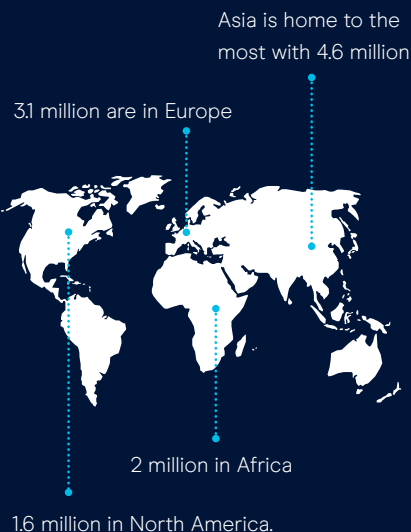 Asia is home to the
most with 4.6 million
3.1 million are in Europe
2 million in Africa
1.6 million in North America.